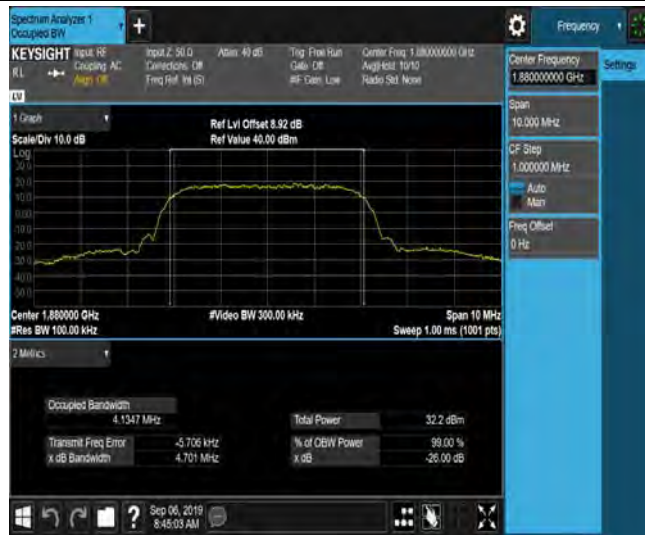 Spectrum Analyzer 1
Occupied BW
Frequency
KEYSIGHT
Input: RF
Coupling: AC
Align: Off
Input Z: 50 Ω
Corrections: Off
Freq Ref: Int (S)
Atten: 40 dB
Trig: Free Run
Gate: Off
#IF Gain: Low
Center Freq: 1.880000000 GHz
Avg|Hold: 10/10
Radio Std: None
LV
1 Graph
Scale/Div 10.0 dB
Ref Lvl Offset 8.92 dB
Ref Value 40.00 dBm
Log
Center 1.880000 GHz
#Video BW 300.00 kHz
Span 10 MHz
#Res BW 100.00 kHz
Sweep 1.00 ms (1001 pts)
2 Metrics
Occupied Bandwidth
4.1347 MHz
Total Power
32.2 dBm
Transmit Freq Error
-5.706 kHz
% of OBW Power
99.00 %
x dB Bandwidth
4.701 MHz
x dB
-26.00 dB
Sep 06, 2019
8:45:03 AM
?
Center Frequency
1.880000000 GHz
Settings
Span
10.000 MHz
CF Step
1.000000 MHz
Auto
Man
Freq Offset
0 Hz